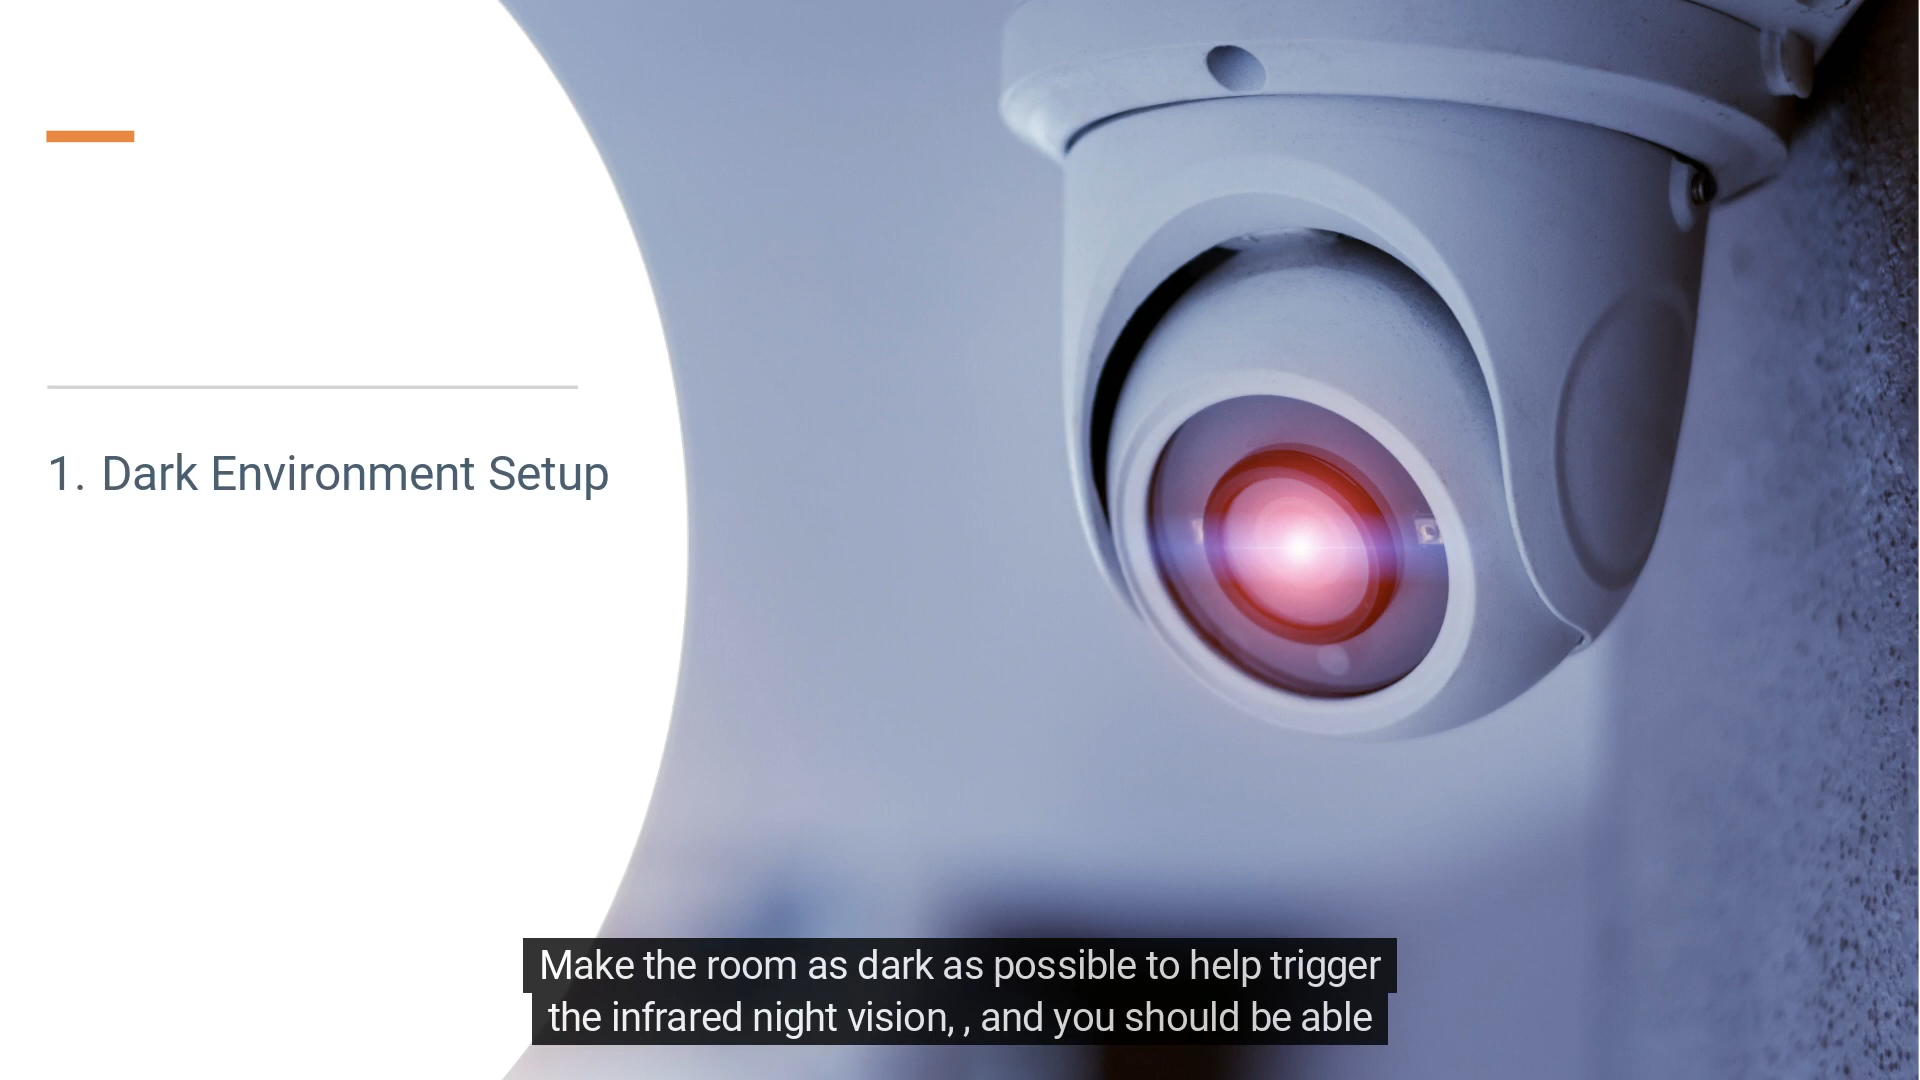 1. Dark Environment Setup
Make the room as dark as possible to help trigger
the infrared night vision, , and you should be able